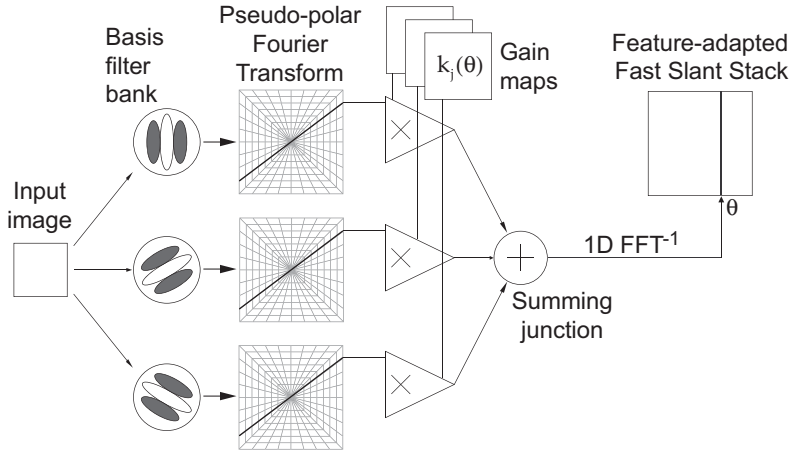 Pseudo-polar
Fourier
Transform
Basis
filter
bank
Gain
maps
k_j(θ)
Feature-adapted
Fast Slant Stack
Input
image
θ
1D FFT⁻¹
Summing
junction